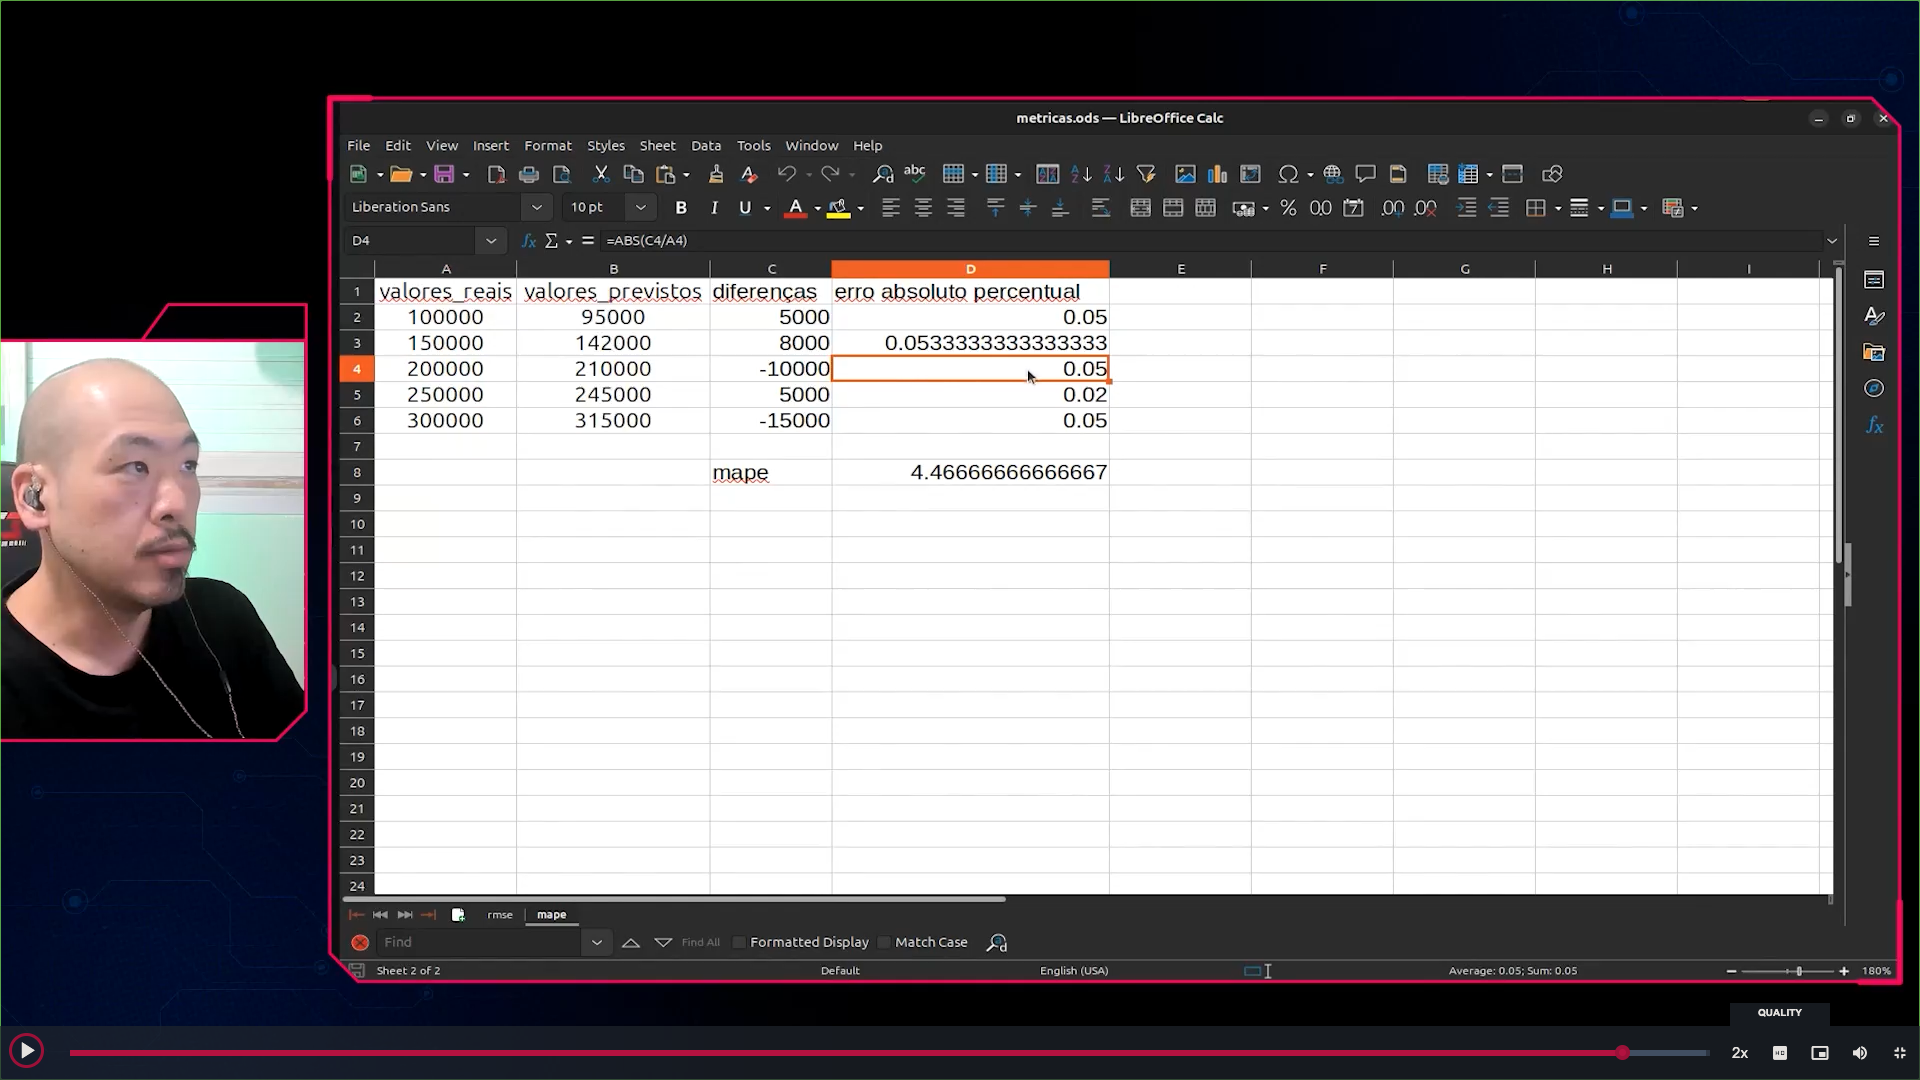 metricas.ods — LibreOffice Calc
File Edit View Insert Format Styles Sheet Data Tools Window Help
Liberation Sans 10 pt
D4 =ABS(C4/A4)
A B C D E F G H I
1 valores_reais valores_previstos diferenças erro absoluto percentual
2 100000 95000 5000 0.05
3 150000 142000 8000 0.0533333333333333
4 200000 210000 -10000 0.05
5 250000 245000 5000 0.02
6 300000 315000 -15000 0.05
7
8 mape 4.46666666666667
9
10
11
12
13
14
15
16
17
18
19
20
21
22
23
24
rmse mape
Find Find All Formatted Display Match Case
Sheet 2 of 2 Default English (USA) Average: 0.05; Sum: 0.05 180%
QUALITY
2x